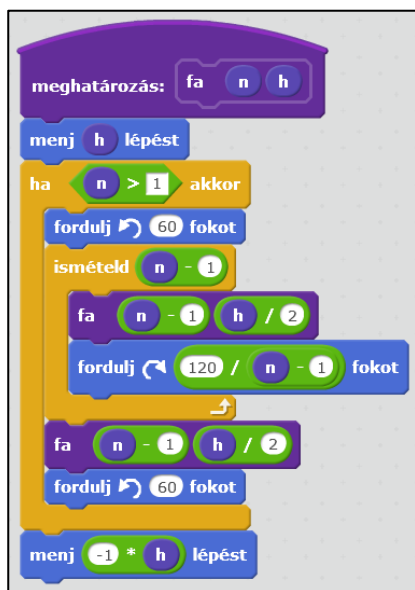 meghatározás: fa n h
menj h lépést
ha n > 1 akkor
fordulj 60 fokot
ismételd n - 1
fa n - 1 h / 2
fordulj 120 / n - 1 fokot
fa n - 1 h / 2
fordulj 60 fokot
menj -1 * h lépést